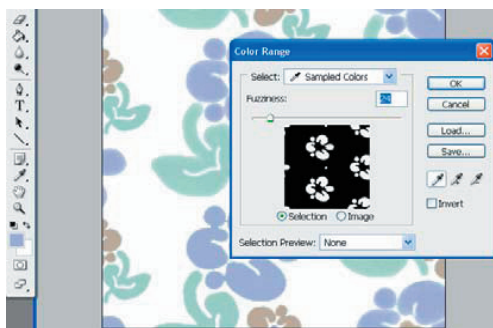 Color Range
Select: Sampled Colors
OK
Fuzziness:
Cancel
Load...
Save...
Selection Image
Invert
Selection Preview: None
T